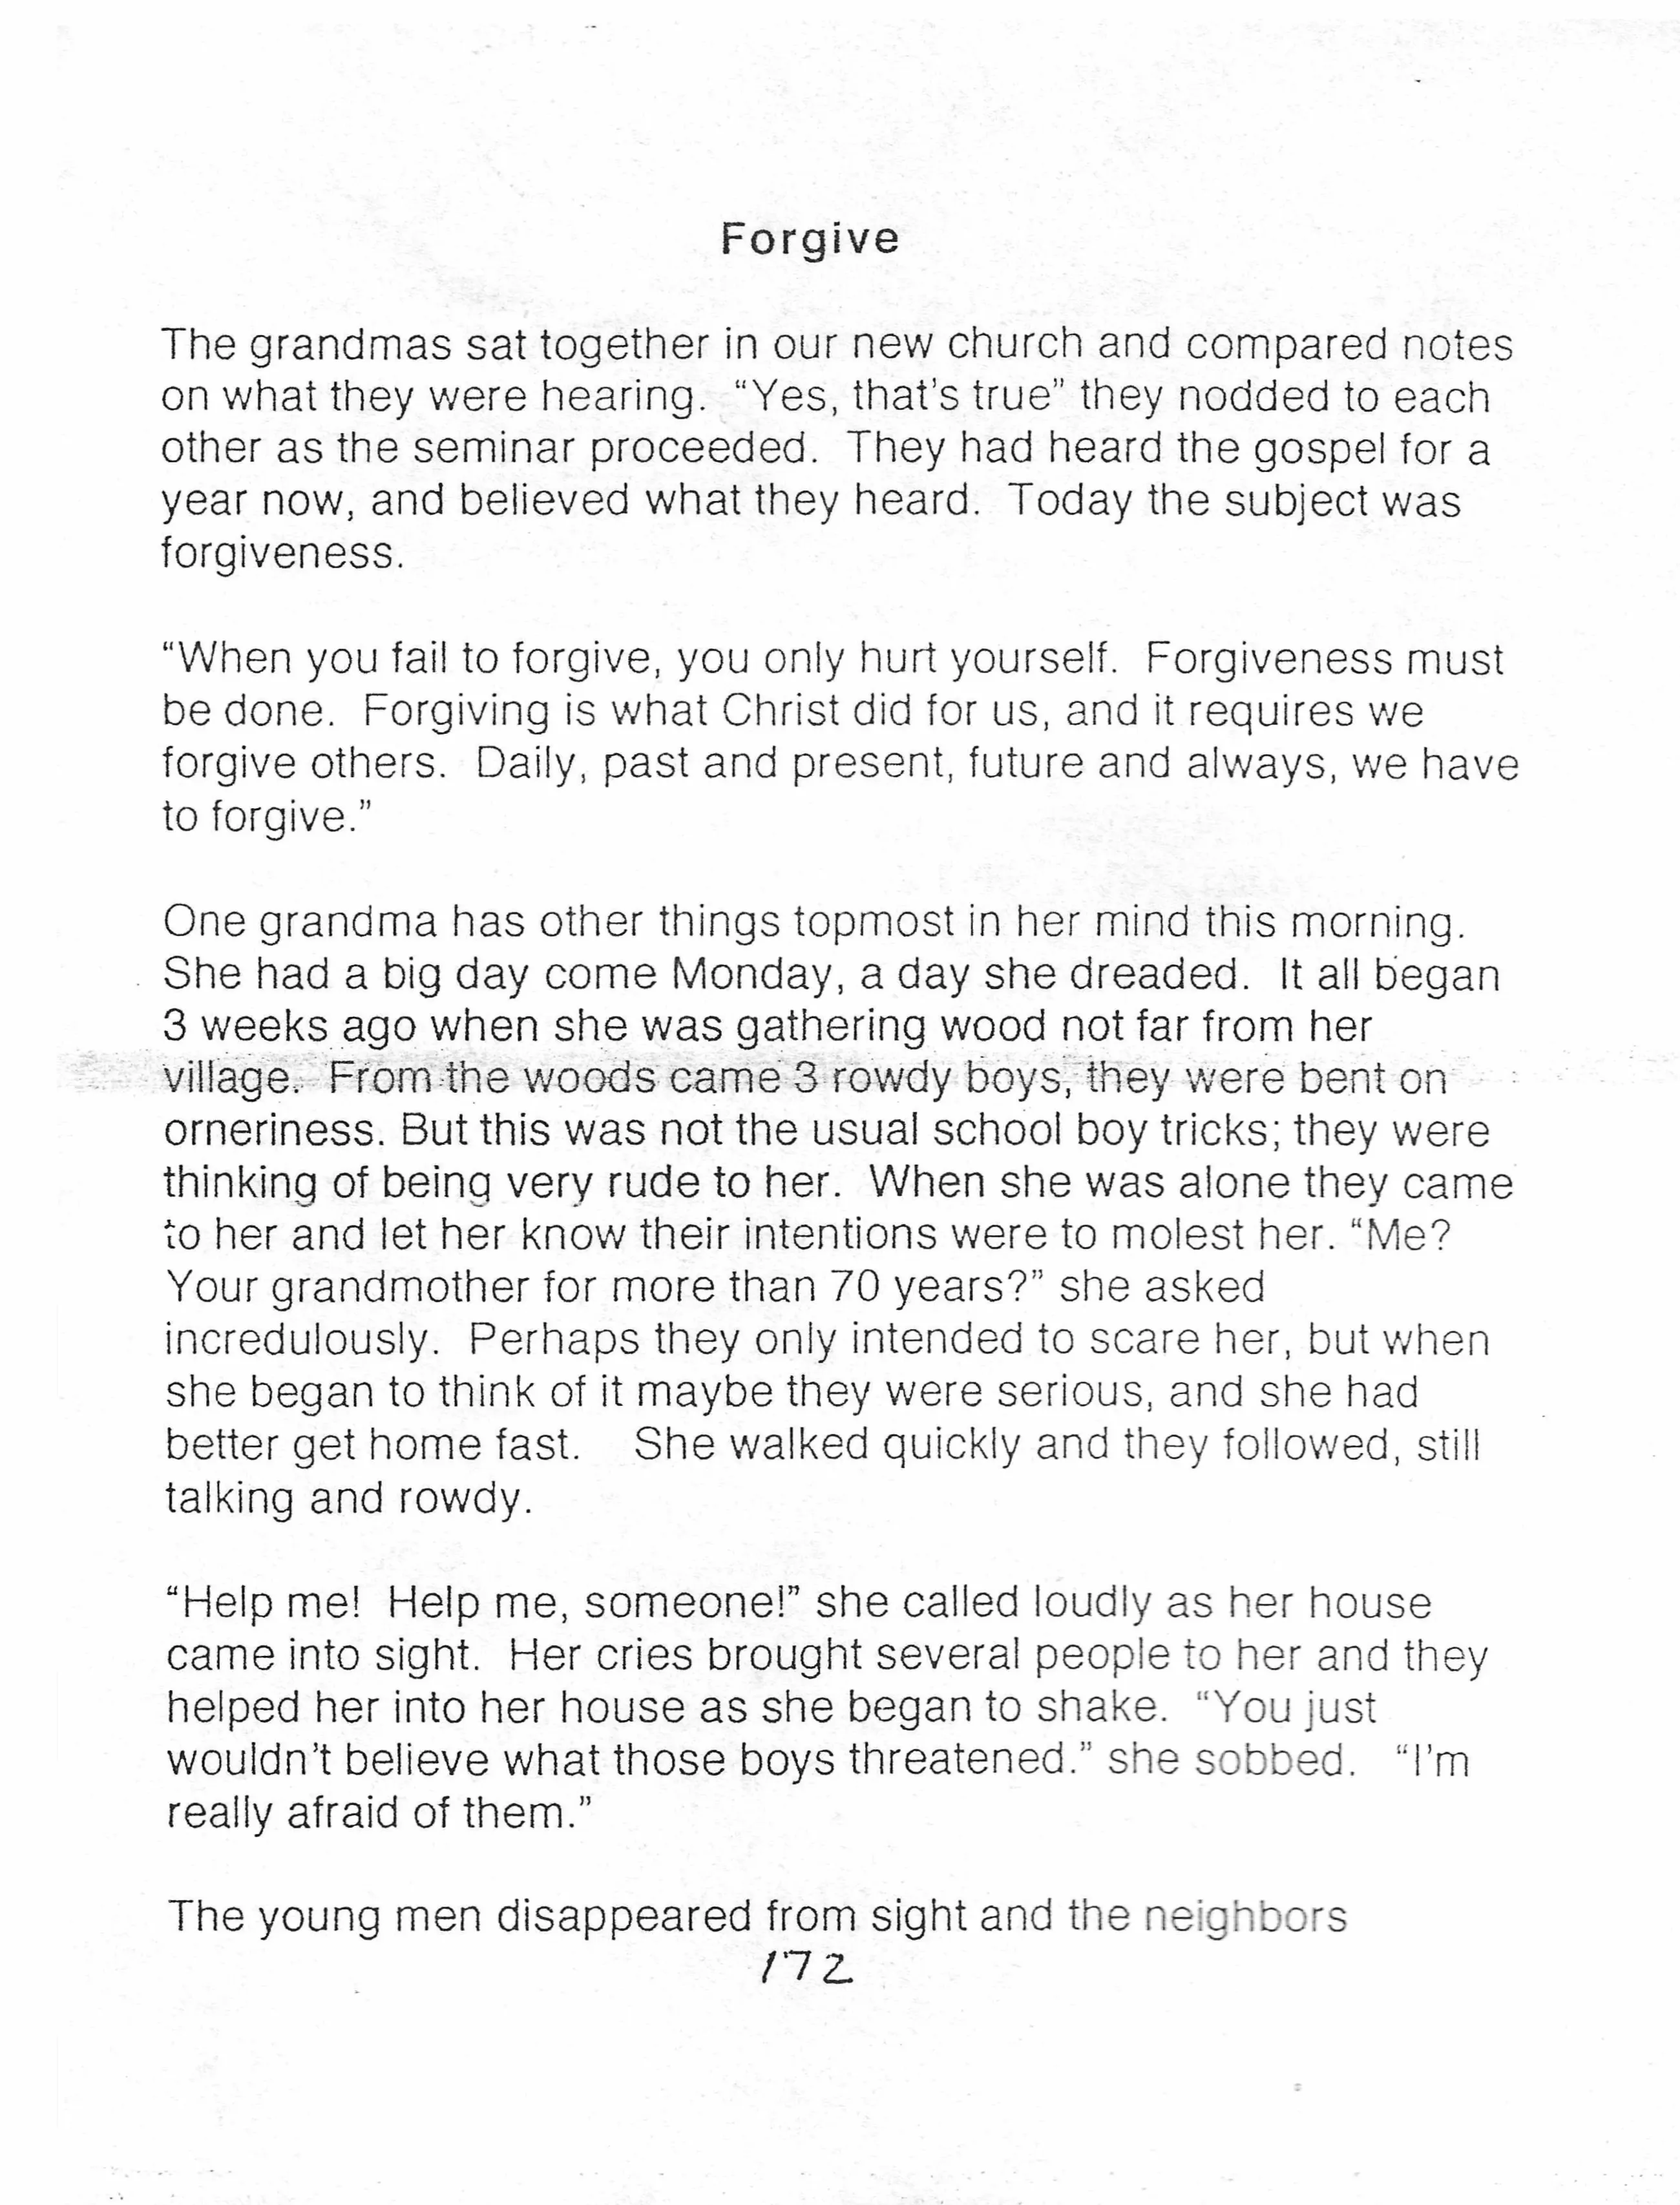 Forgive
The grandmas sat together in our new church and compared notes
on what they were hearing. “Yes, that's true” they nodded to each
other as the seminar proceeded. They had heard the gospel for a
year now, and believed what they heard. Today the subject was
forgiveness.
“When you fail to forgive, you only hurt yourself. Forgiveness must
be done. Forgiving is what Christ did for us, and it requires we
forgive others. Daily, past and present, future and always, we have
to forgive.”
One grandma has other things topmost in her mind this morning.
She had a big day come Monday, a day she dreaded. It all began
3 weeks ago when she was gathering wood not far from her
village. From the woods came 3 rowdy boys, they were bent on
orneriness. But this was not the usual school boy tricks; they were
thinking of being very rude to her. When she was alone they came
to her and let her know their intentions were to molest her. “Me?
Your grandmother for more than 70 years?” she asked
incredulously. Perhaps they only intended to scare her, but when
she began to think of it maybe they were serious, and she had
better get home fast. She walked quickly and they followed, still
talking and rowdy.
“Help me! Help me, someone!” she called loudly as her house
came into sight. Her cries brought several people to her and they
helped her into her house as she began to shake. “You just
wouldn't believe what those boys threatened.” she sobbed. “I'm
really afraid of them.”
The young men disappeared from sight and the neighbors
172